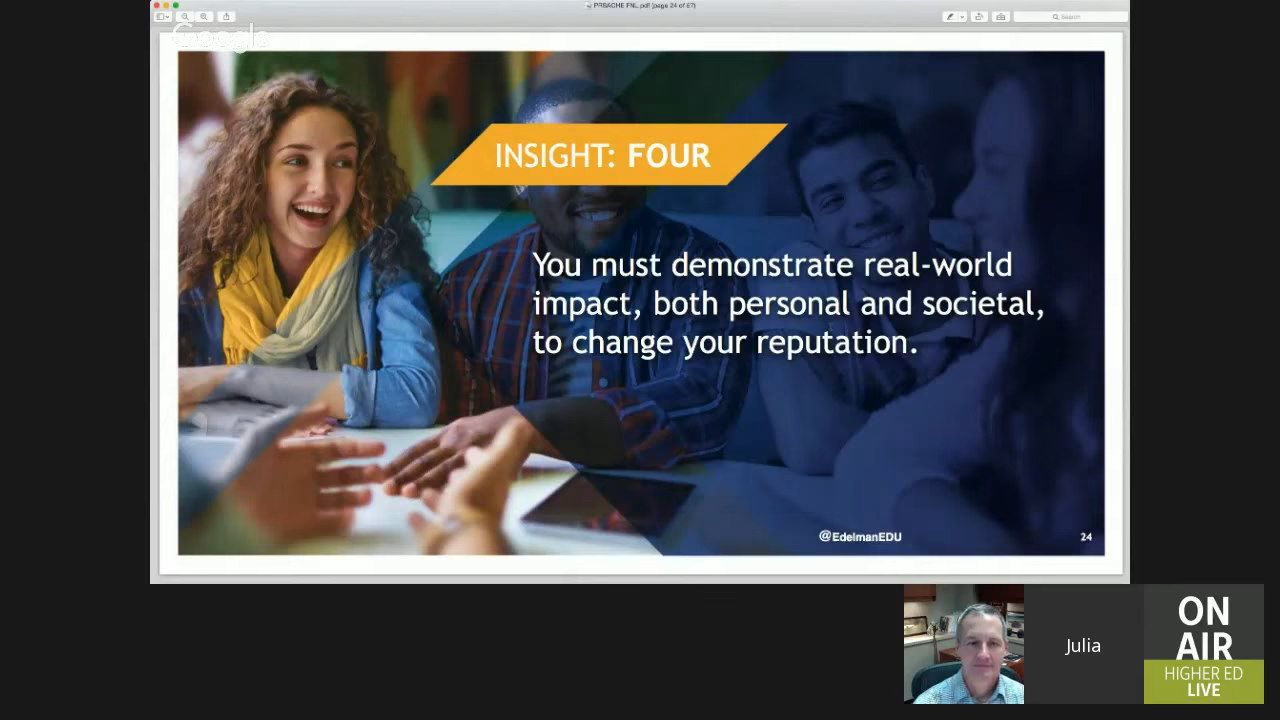 PRSACHE FNL.pdf (page 24 of 67)
Search
Google
INSIGHT: FOUR
You must demonstrate real-world
impact, both personal and societal,
to change your reputation.
@EdelmanEDU
24
Julia
ON
AIR
HIGHER ED
LIVE